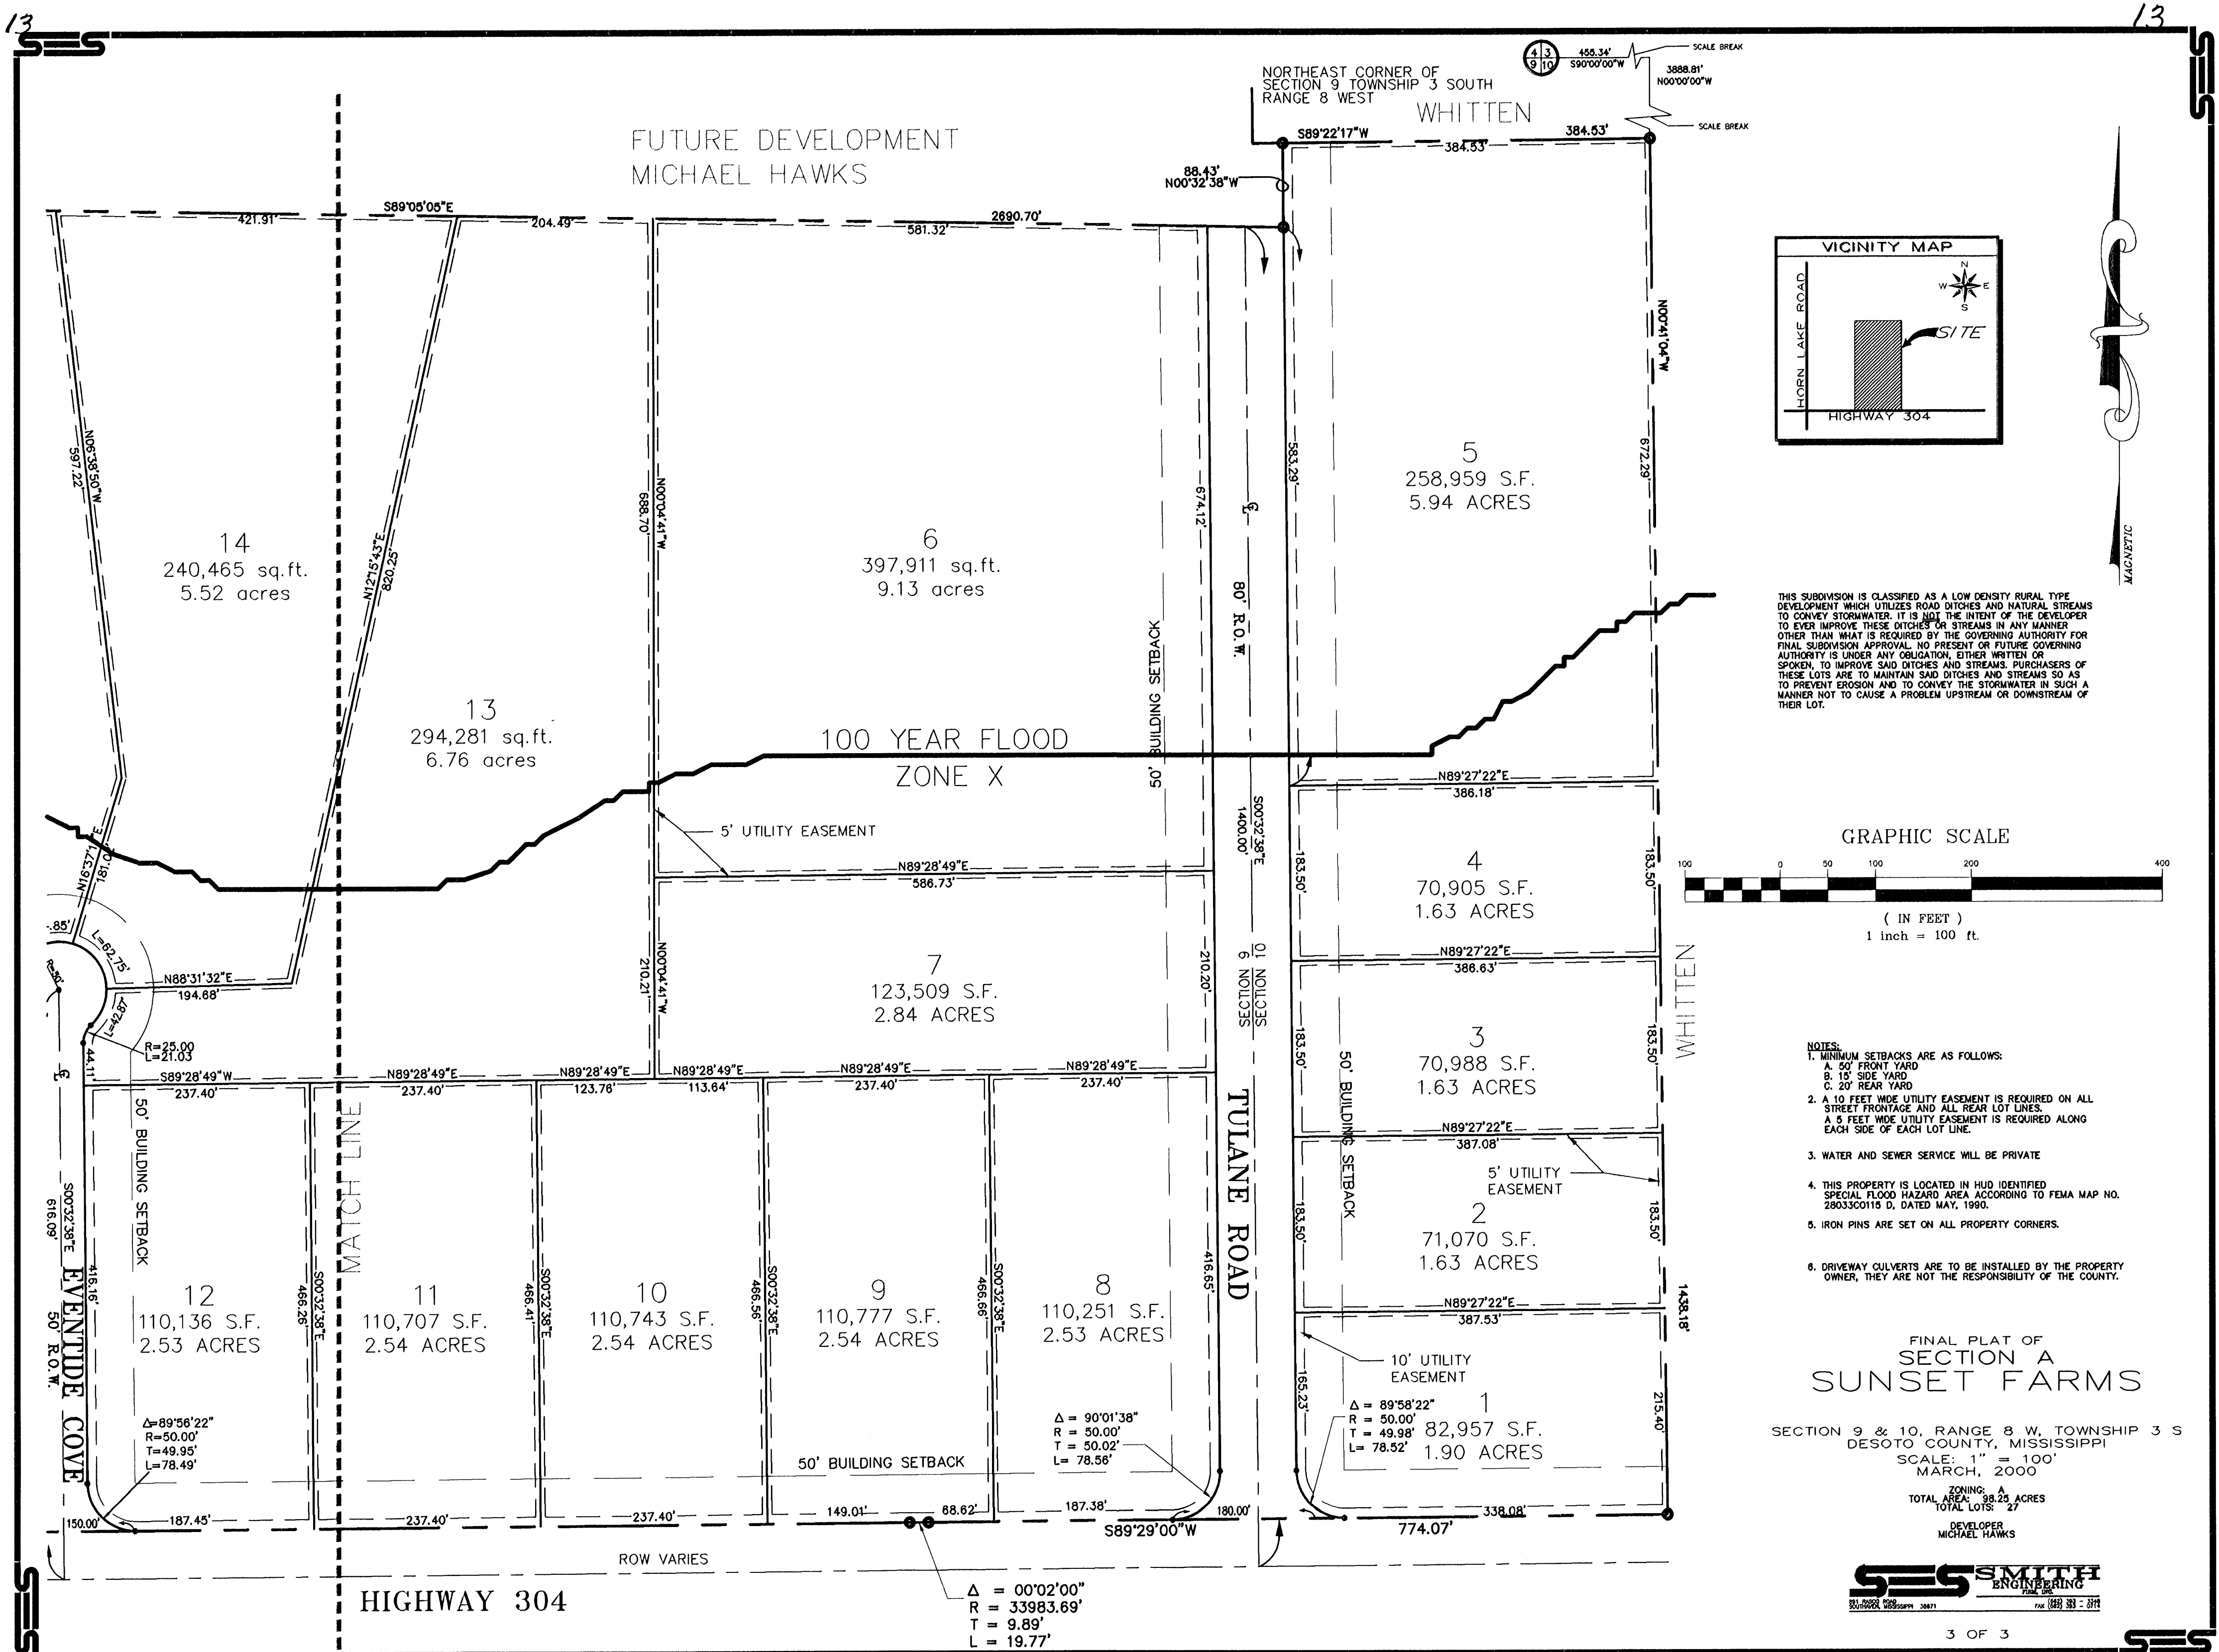 13
13
SES
455.34'
S90°00'00"W
4 3
9 10
SCALE BREAK
3888.81'
N00°00'00"W
SCALE BREAK
NORTHEAST CORNER OF
SECTION 9 TOWNSHIP 3 SOUTH
RANGE 8 WEST
WHITTEN
S89°22'17"W
384.53'
384.53'
88.43'
N00°32'38"W
FUTURE DEVELOPMENT
MICHAEL HAWKS
S89°05'05"E
421.91'
204.49'
2690.70'
581.32'
N06°38'50"W
597.22'
14
240,465 sq.ft.
5.52 acres
N12°15'43"E
820.25'
13
294,281 sq.ft.
6.76 acres
688.70'
N00°04'41"W
6
397,911 sq.ft.
9.13 acres
674.12'
50' BUILDING SETBACK
℄
80' R.O.W.
583.29'
5
258,959 S.F.
5.94 ACRES
N00°41'04"W
672.29'
100 YEAR FLOOD
ZONE X
5' UTILITY EASEMENT
N89°28'49"E
586.73'
S00°32'38"E
1400.00'
N89°27'22"E
386.18'
4
70,905 S.F.
1.63 ACRES
183.50'
183.50'
N89°27'22"E
386.63'
SECTION 10
SECTION 9
7
123,509 S.F.
2.84 ACRES
210.21'
N00°04'41"W
210.20'
3
70,988 S.F.
1.63 ACRES
183.50'
183.50'
WHITTEN
N89°27'22"E
387.08'
5' UTILITY
EASEMENT
2
71,070 S.F.
1.63 ACRES
183.50'
183.50'
50' BUILDING SETBACK
1438.18'
N89°27'22"E
387.53'
10' UTILITY
EASEMENT
165.23'
1
82,957 S.F.
1.90 ACRES
215.40'
Δ = 89°58'22"
R = 50.00'
T = 49.98'
L= 78.52'
338.08'
774.07'
.85'
L=62.75'
R=50'
L=42.87'
N88°31'32"E
194.68'
R=25.00
L=21.03
44.11'
℄
S89°28'49"W
237.40'
N89°28'49"E
237.40'
N89°28'49"E
123.76'
N89°28'49"E
113.64'
N89°28'49"E
237.40'
N89°28'49"E
237.40'
50' BUILDING SETBACK
MATCH LINE
TULANE ROAD
S00°32'38"E
616.09'
416.16'
EVENTIDE COVE
50' R.O.W.
12
110,136 S.F.
2.53 ACRES
466.26'
S00°32'38"E
11
110,707 S.F.
2.54 ACRES
466.41'
S00°32'38"E
10
110,743 S.F.
2.54 ACRES
466.56'
S00°32'38"E
9
110,777 S.F.
2.54 ACRES
466.66'
S00°32'38"E
8
110,251 S.F.
2.53 ACRES
416.65'
Δ=89°56'22"
R=50.00'
T=49.95'
L=78.49'
Δ = 90°01'38"
R = 50.00'
T = 50.02'
L= 78.56'
50' BUILDING SETBACK
150.00'
187.45'
237.40'
237.40'
149.01'
68.62'
187.38'
180.00'
S89°29'00"W
ROW VARIES
HIGHWAY 304
Δ = 00°02'00"
R = 33983.69'
T = 9.89'
L = 19.77'
VICINITY MAP
HORN LAKE ROAD
N
W
E
S
SITE
HIGHWAY 304
MAGNETIC
THIS SUBDIVISION IS CLASSIFIED AS A LOW DENSITY RURAL TYPE
DEVELOPMENT WHICH UTILIZES ROAD DITCHES AND NATURAL STREAMS
TO CONVEY STORMWATER. IT IS NOT THE INTENT OF THE DEVELOPER
TO EVER IMPROVE THESE DITCHES OR STREAMS IN ANY MANNER
OTHER THAN WHAT IS REQUIRED BY THE GOVERNING AUTHORITY FOR
FINAL SUBDIVISION APPROVAL. NO PRESENT OR FUTURE GOVERNING
AUTHORITY IS UNDER ANY OBLIGATION, EITHER WRITTEN OR
SPOKEN, TO IMPROVE SAID DITCHES AND STREAMS. PURCHASERS OF
THESE LOTS ARE TO MAINTAIN SAID DITCHES AND STREAMS SO AS
TO PREVENT EROSION AND TO CONVEY THE STORMWATER IN SUCH A
MANNER NOT TO CAUSE A PROBLEM UPSTREAM OR DOWNSTREAM OF
THEIR LOT.
GRAPHIC SCALE
100 0 50 100 200 400
( IN FEET )
1 inch = 100 ft.
NOTES:
1. MINIMUM SETBACKS ARE AS FOLLOWS:
A. 50' FRONT YARD
B. 15' SIDE YARD
C. 20' REAR YARD
2. A 10 FEET WIDE UTILITY EASEMENT IS REQUIRED ON ALL
STREET FRONTAGE AND ALL REAR LOT LINES.
A 5 FEET WIDE UTILITY EASEMENT IS REQUIRED ALONG
EACH SIDE OF EACH LOT LINE.
3. WATER AND SEWER SERVICE WILL BE PRIVATE
4. THIS PROPERTY IS LOCATED IN HUD IDENTIFIED
SPECIAL FLOOD HAZARD AREA ACCORDING TO FEMA MAP NO.
28033C0115 D, DATED MAY, 1990.
5. IRON PINS ARE SET ON ALL PROPERTY CORNERS.
6. DRIVEWAY CULVERTS ARE TO BE INSTALLED BY THE PROPERTY
OWNER, THEY ARE NOT THE RESPONSIBILITY OF THE COUNTY.
FINAL PLAT OF
SECTION A
SUNSET FARMS
SECTION 9 & 10, RANGE 8 W, TOWNSHIP 3 S
DESOTO COUNTY, MISSISSIPPI
SCALE: 1" = 100'
MARCH, 2000
ZONING: A
TOTAL AREA: 98.25 ACRES
TOTAL LOTS: 27
DEVELOPER
MICHAEL HAWKS
SES SMITH
ENGINEERING
FIRM, INC.
SOUTHAVEN, MISSISSIPPI 38671
3 OF 3
SES